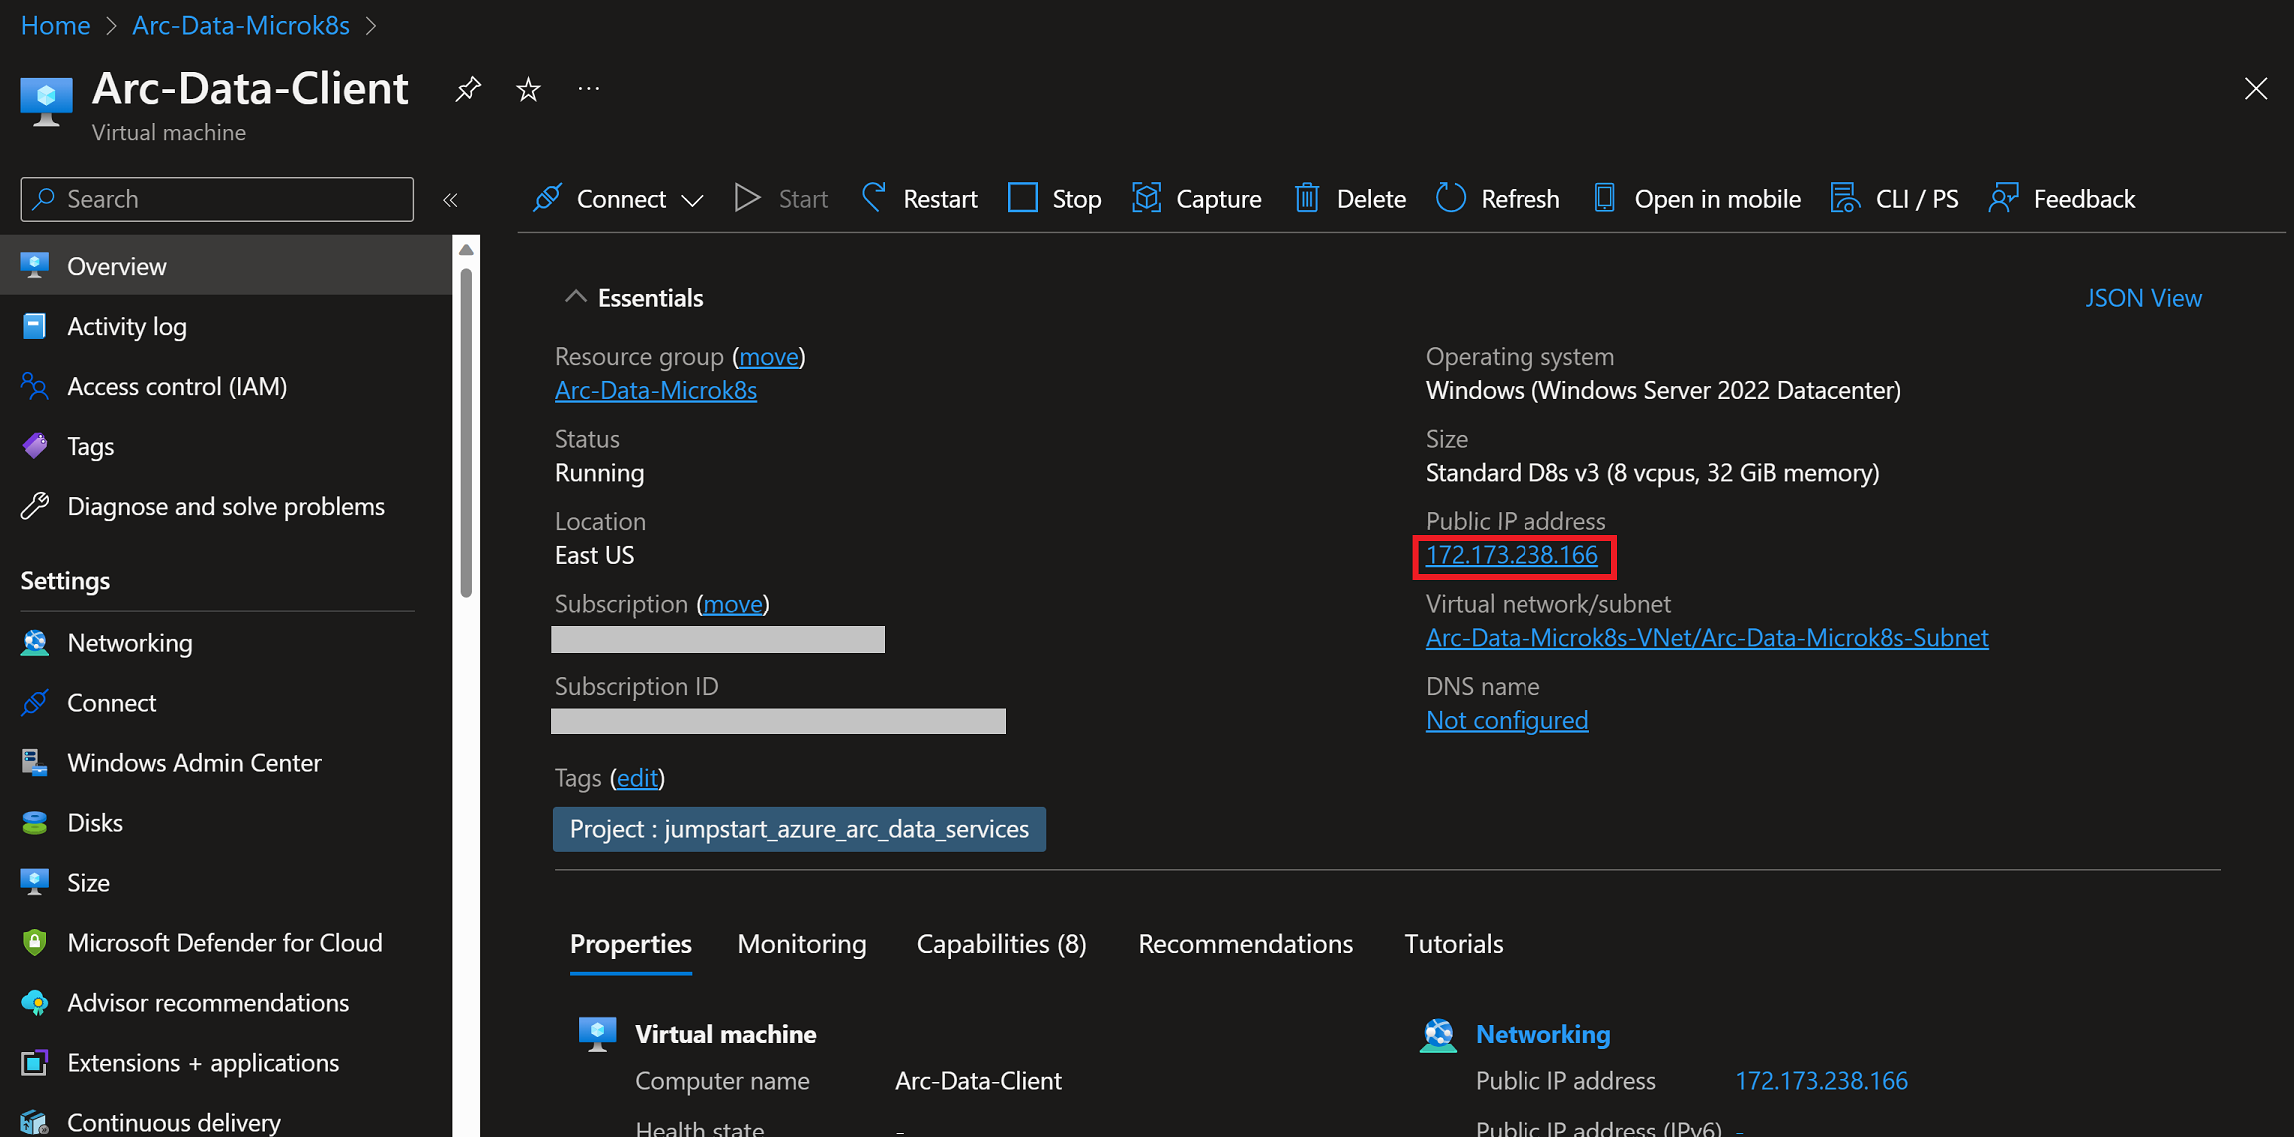 Home > Arc-Data-Microk8s >
Arc-Data-Client
...
Virtual machine
Search
«
Connect
Start
Restart
Stop
Capture
Delete
Refresh
Open in mobile
CLI / PS
Feedback
Overview
Activity log
Access control (IAM)
Tags
Diagnose and solve problems
Settings
Networking
Connect
Windows Admin Center
Disks
Size
Microsoft Defender for Cloud
Advisor recommendations
Extensions + applications
Continuous delivery
Essentials
JSON View
Resource group (move)
Arc-Data-Microk8s
Status
Running
Location
East US
Subscription (move)
Subscription ID
Tags (edit)
Project : jumpstart_azure_arc_data_services
Operating system
Windows (Windows Server 2022 Datacenter)
Size
Standard D8s v3 (8 vcpus, 32 GiB memory)
Public IP address
172.173.238.166
Virtual network/subnet
Arc-Data-Microk8s-VNet/Arc-Data-Microk8s-Subnet
DNS name
Not configured
Properties
Monitoring
Capabilities (8)
Recommendations
Tutorials
Virtual machine
Computer name Arc-Data-Client
Health state -
Networking
Public IP address 172.173.238.166
Public IP address (IPv6) -